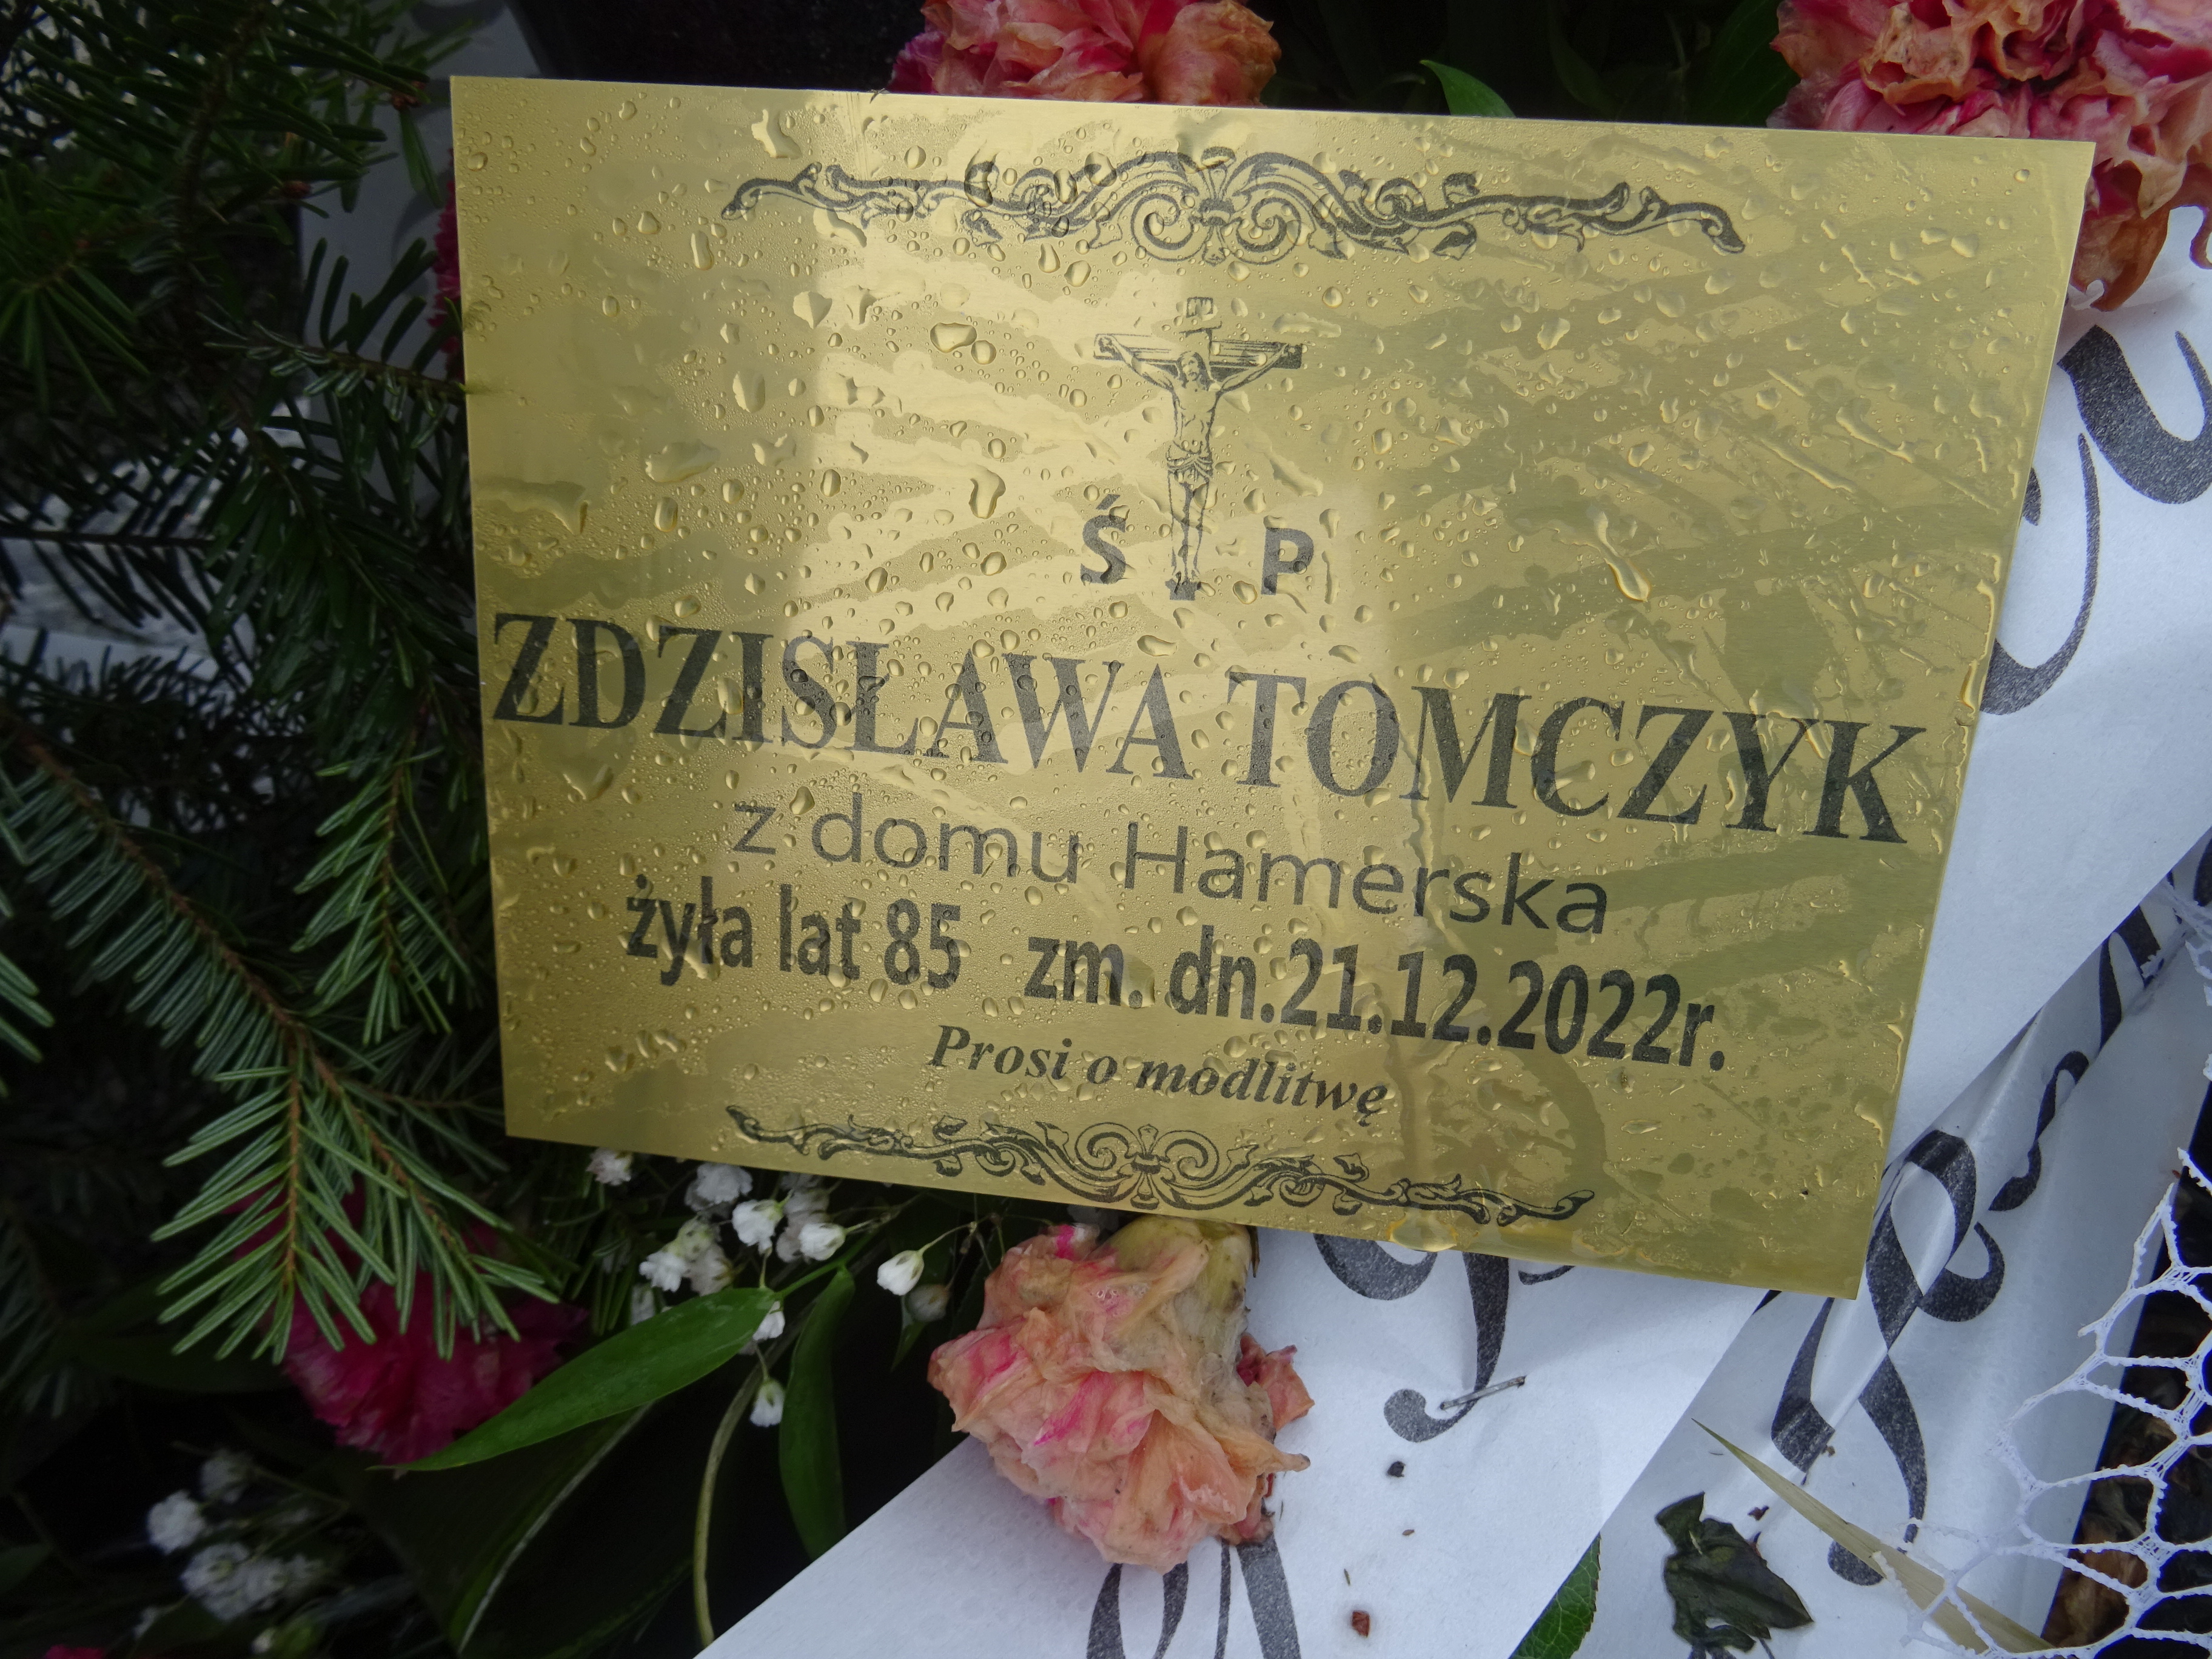 Ś P
ZDZISŁAWA TOMCZYK
z domu Hamerska
żyła lat 85 zm. dn.21.12.2022r.
Prosi o modlitwę